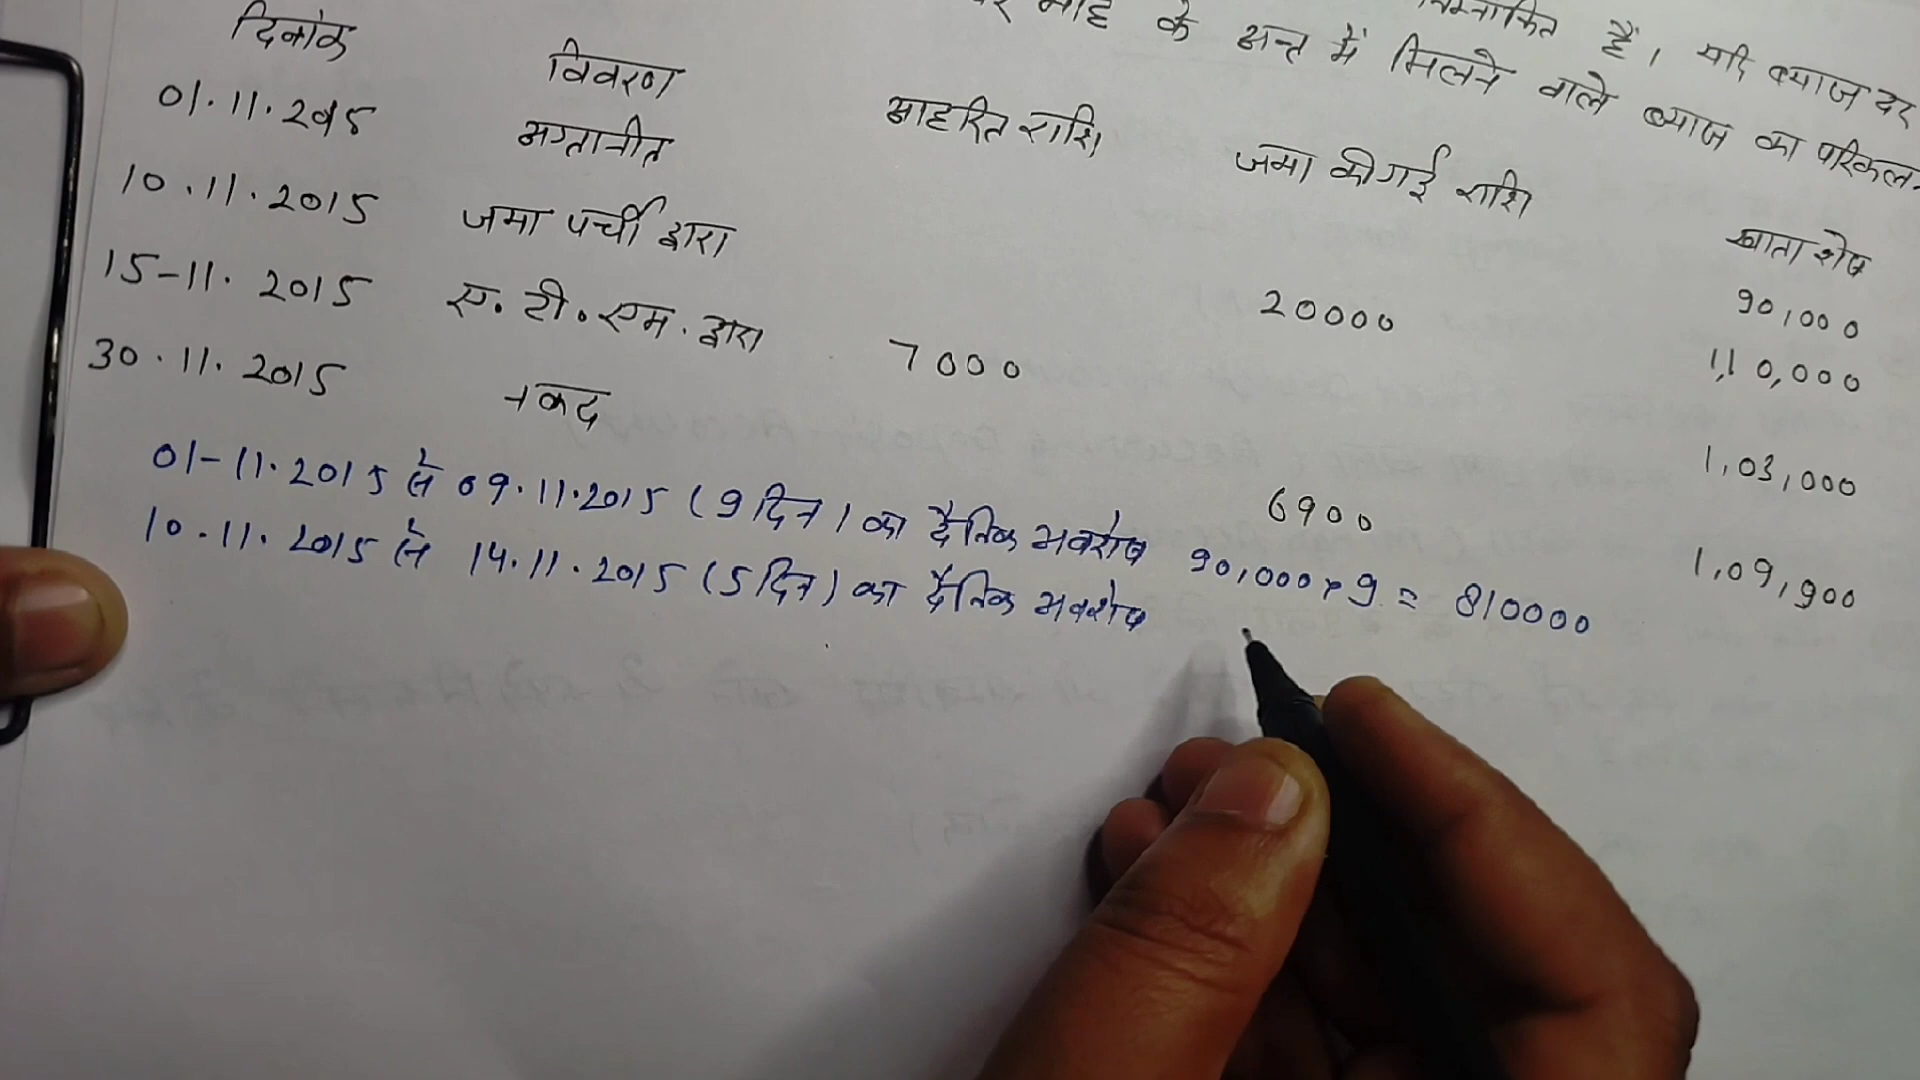 निम्नांकित हैं। यदि ब्याज दर
माह के अन्त में मिलने वाले ब्याज का परिकलन
दिनांक विवरण आहरित राशि जमा की गई राशि खाता शेष
01.11.2015 अग्रानीत 90,000
10.11.2015 जमा पर्ची द्वारा 20000 1,10,000
15-11.2015 ए.टी.एम. द्वारा 7000 1,03,000
30.11.2015 नकद 6900 1,09,900
01-11.2015 से 09.11.2015 (9 दिन) का दैनिक अवशेष 90,000×9 = 810000
10.11.2015 से 14.11.2015 (5 दिन) का दैनिक अवशेष